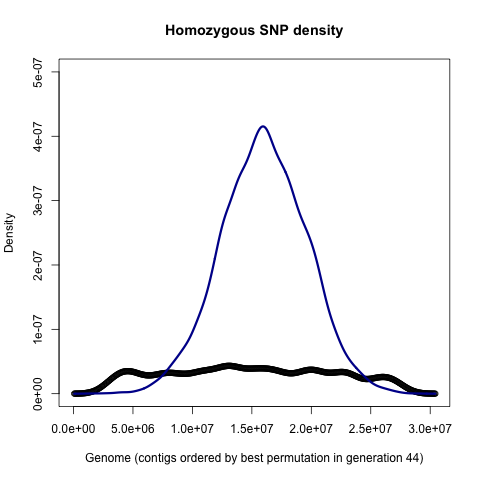 Homozygous SNP density
Density
5e-07
4e-07
3e-07
2e-07
1e-07
0e+00
0.0e+00 5.0e+06 1.0e+07 1.5e+07 2.0e+07 2.5e+07 3.0e+07
Genome (contigs ordered by best permutation in generation 44)